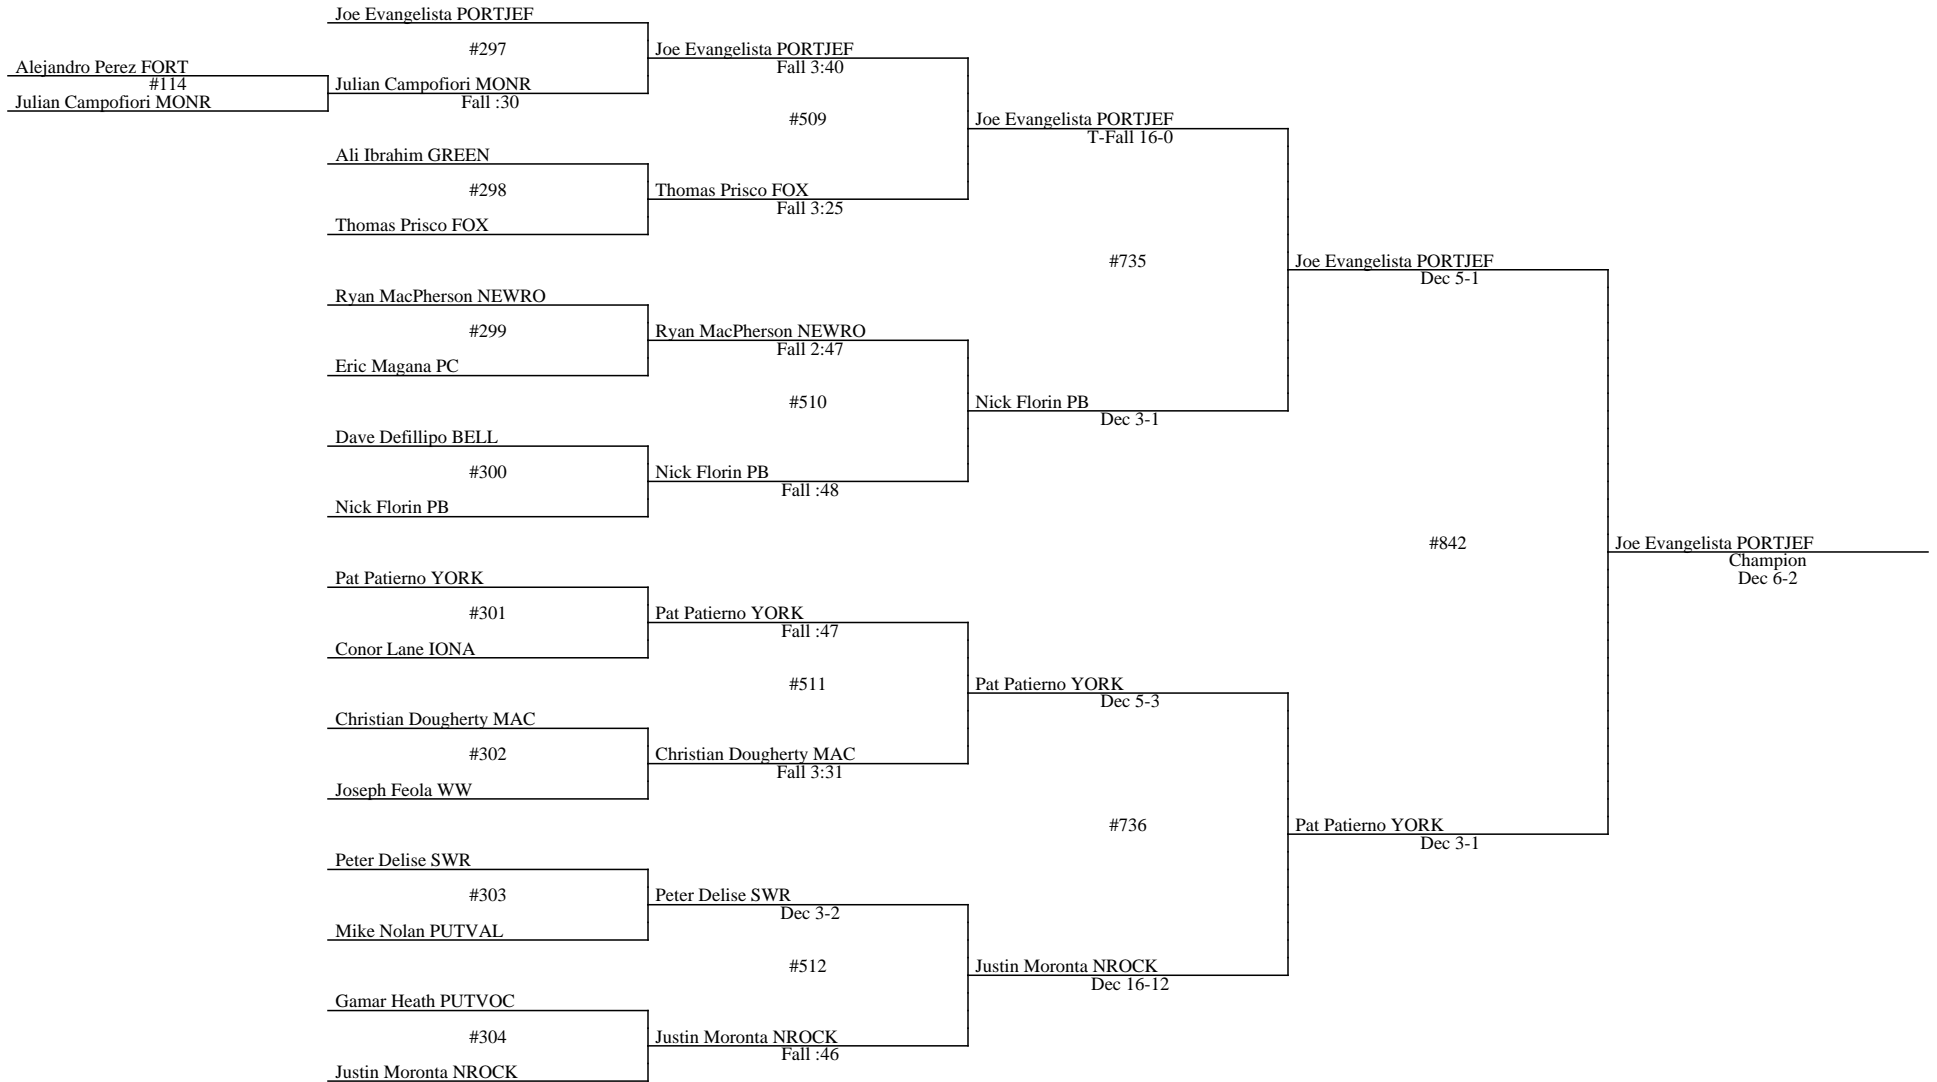 Joe Evangelista PORTJEF
#297
Joe Evangelista PORTJEF
Fall 3:40
Alejandro Perez FORT
#114
Julian Campofiori MONR
Julian Campofiori MONR
Fall :30
#509
Joe Evangelista PORTJEF
T-Fall 16-0
Ali Ibrahim GREEN
#298
Thomas Prisco FOX
Fall 3:25
Thomas Prisco FOX
#735
Joe Evangelista PORTJEF
Dec 5-1
Ryan MacPherson NEWRO
#299
Ryan MacPherson NEWRO
Fall 2:47
Eric Magana PC
#510
Nick Florin PB
Dec 3-1
Dave Defillipo BELL
#300
Nick Florin PB
Fall :48
Nick Florin PB
#842
Joe Evangelista PORTJEF
Champion
Dec 6-2
Pat Patierno YORK
#301
Pat Patierno YORK
Fall :47
Conor Lane IONA
#511
Pat Patierno YORK
Dec 5-3
Christian Dougherty MAC
#302
Christian Dougherty MAC
Fall 3:31
Joseph Feola WW
#736
Pat Patierno YORK
Dec 3-1
Peter Delise SWR
#303
Peter Delise SWR
Dec 3-2
Mike Nolan PUTVAL
#512
Justin Moronta NROCK
Dec 16-12
Gamar Heath PUTVOC
#304
Justin Moronta NROCK
Fall :46
Justin Moronta NROCK